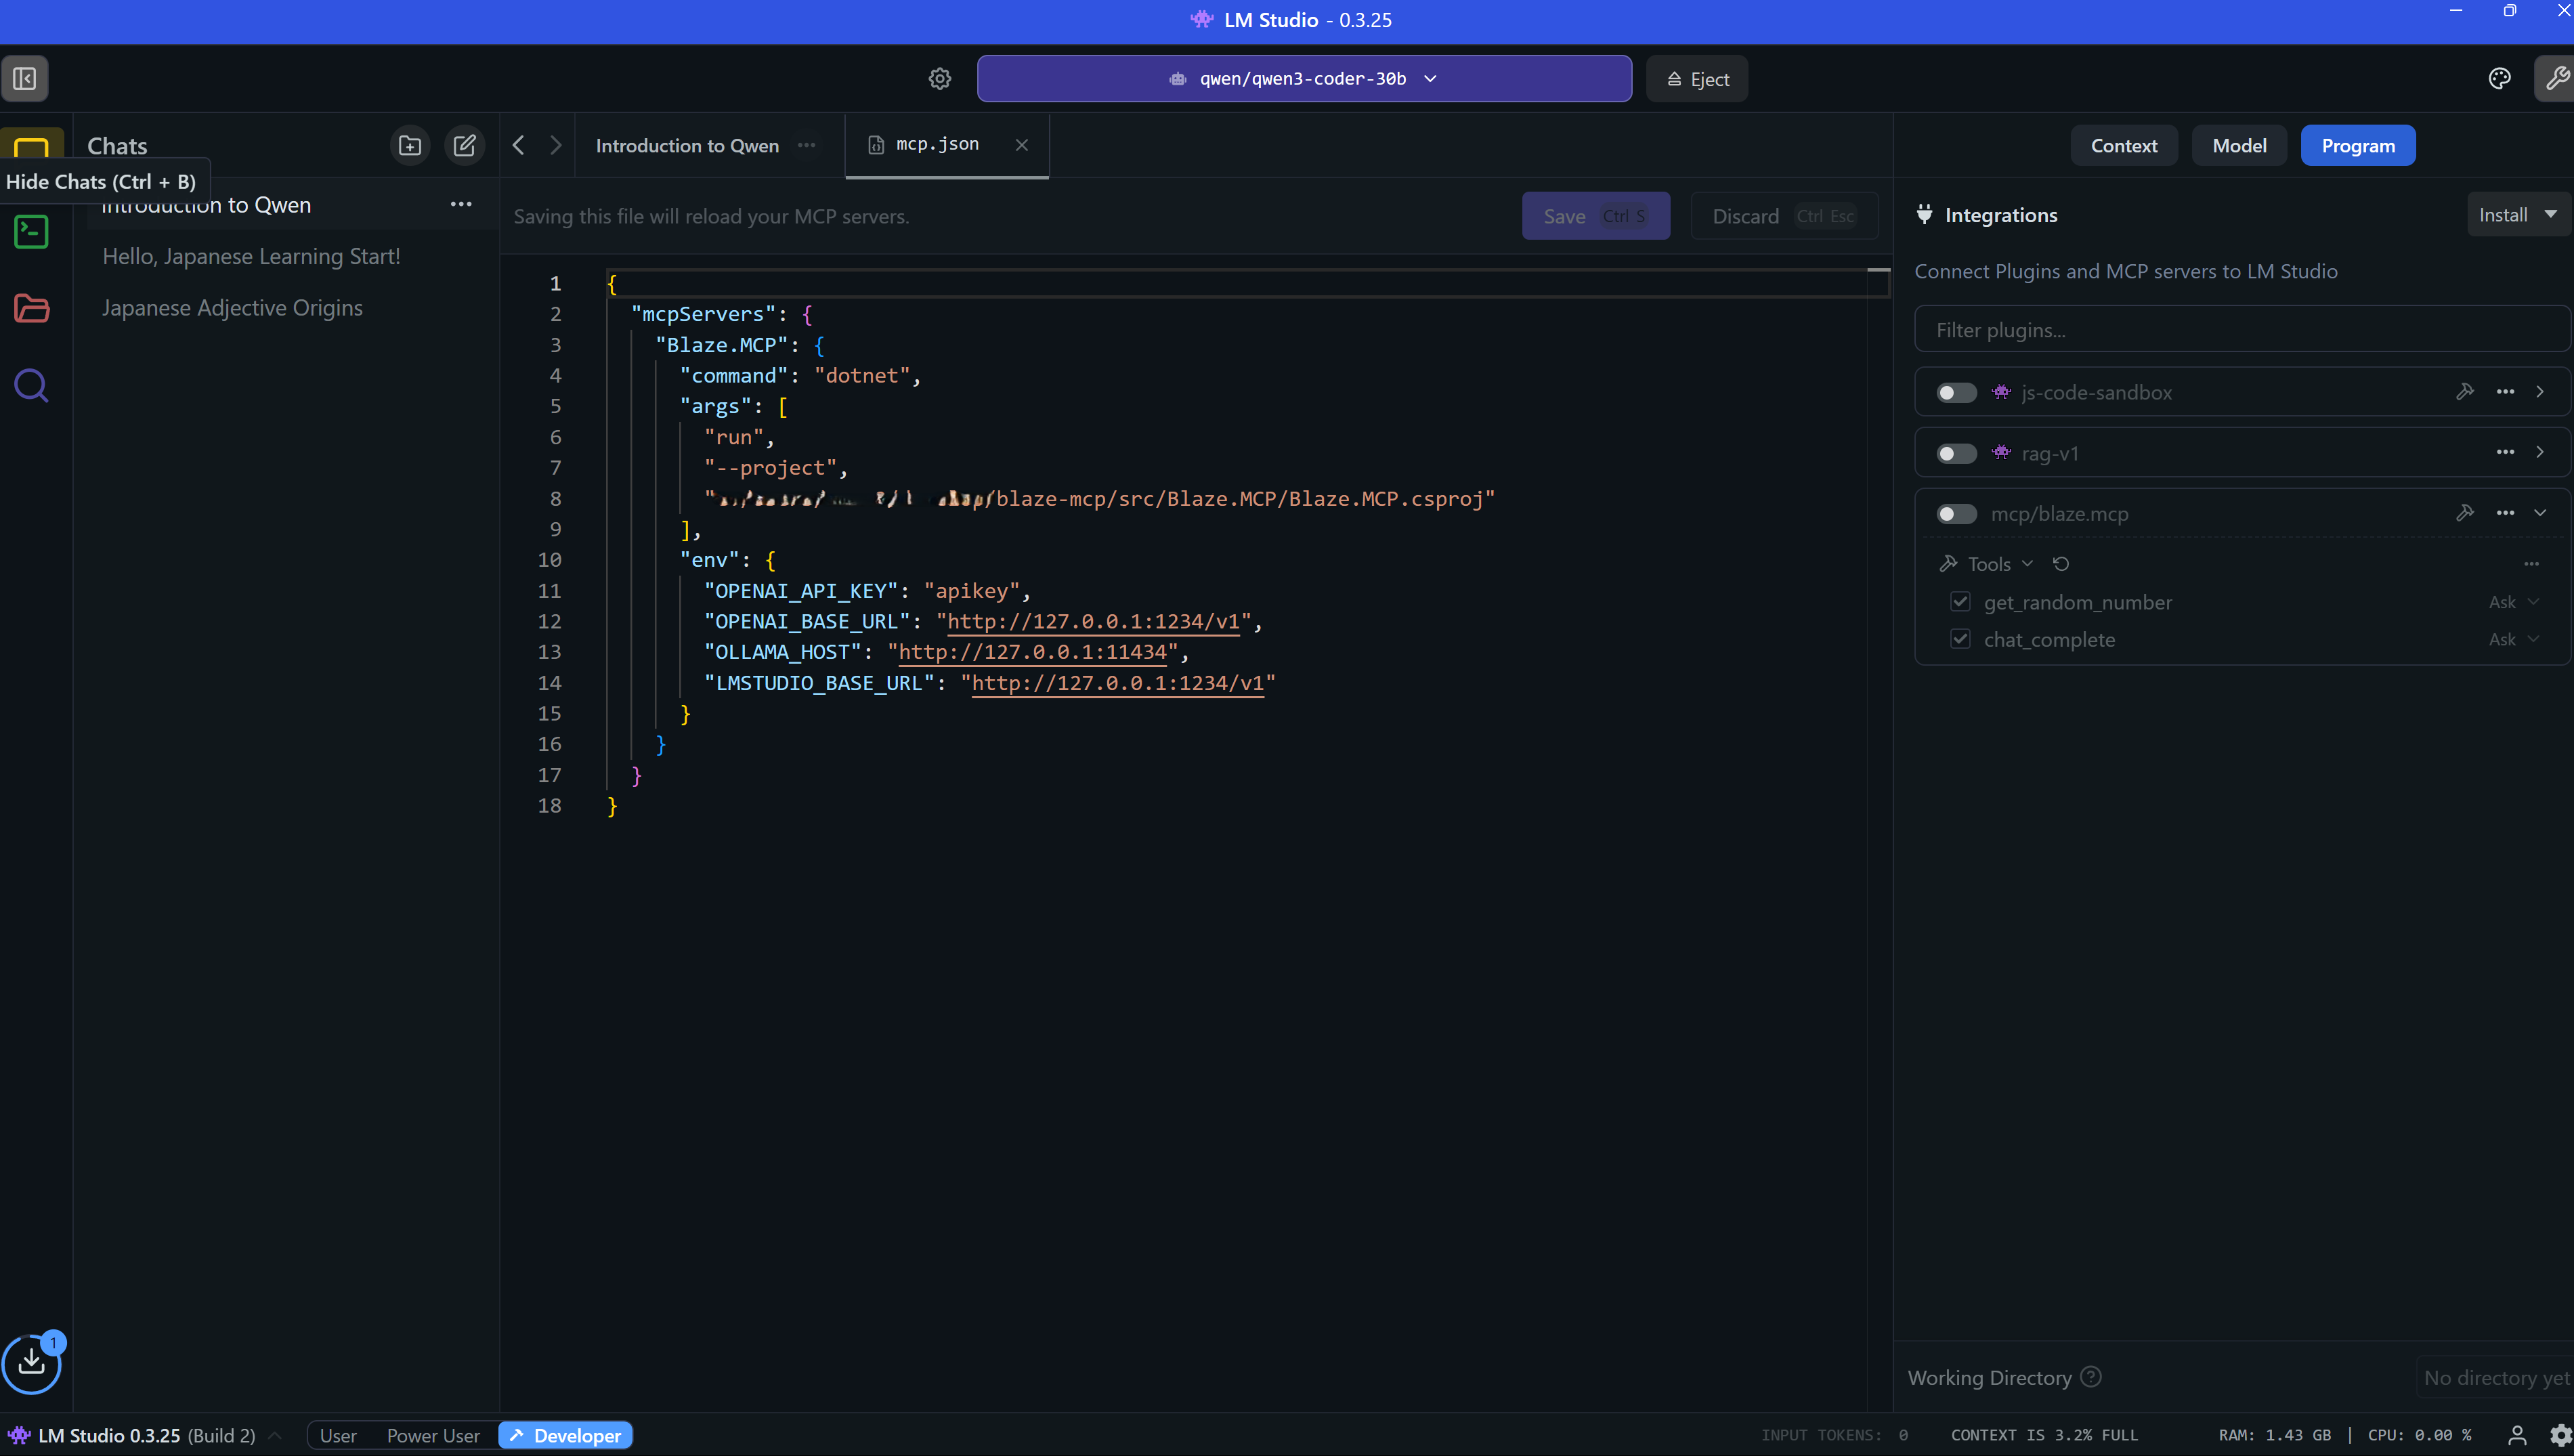 LM Studio - 0.3.25
qwen/qwen3-coder-30b
Eject
Chats
Hide Chats (Ctrl + B)
Introduction to Qwen
Hello, Japanese Learning Start!
Japanese Adjective Origins
Introduction to Qwen
mcp.json
Saving this file will reload your MCP servers.
Save Ctrl S
Discard Ctrl Esc
1 {
2 "mcpServers": {
3 "Blaze.MCP": {
4 "command": "dotnet",
5 "args": [
6 "run",
7 "--project",
8 "/blaze-mcp/src/Blaze.MCP/Blaze.MCP.csproj"
9 ],
10 "env": {
11 "OPENAI_API_KEY": "apikey",
12 "OPENAI_BASE_URL": "http://127.0.0.1:1234/v1",
13 "OLLAMA_HOST": "http://127.0.0.1:11434",
14 "LMSTUDIO_BASE_URL": "http://127.0.0.1:1234/v1"
15 }
16 }
17 }
18 }
Context
Model
Program
Integrations
Install
Connect Plugins and MCP servers to LM Studio
Filter plugins...
js-code-sandbox
rag-v1
mcp/blaze.mcp
Tools
get_random_number Ask
chat_complete Ask
Working Directory
No directory yet
1
LM Studio 0.3.25 (Build 2)
User
Power User
Developer
INPUT TOKENS: 0
CONTEXT IS 3.2% FULL
RAM: 1.43 GB | CPU: 0.00 %